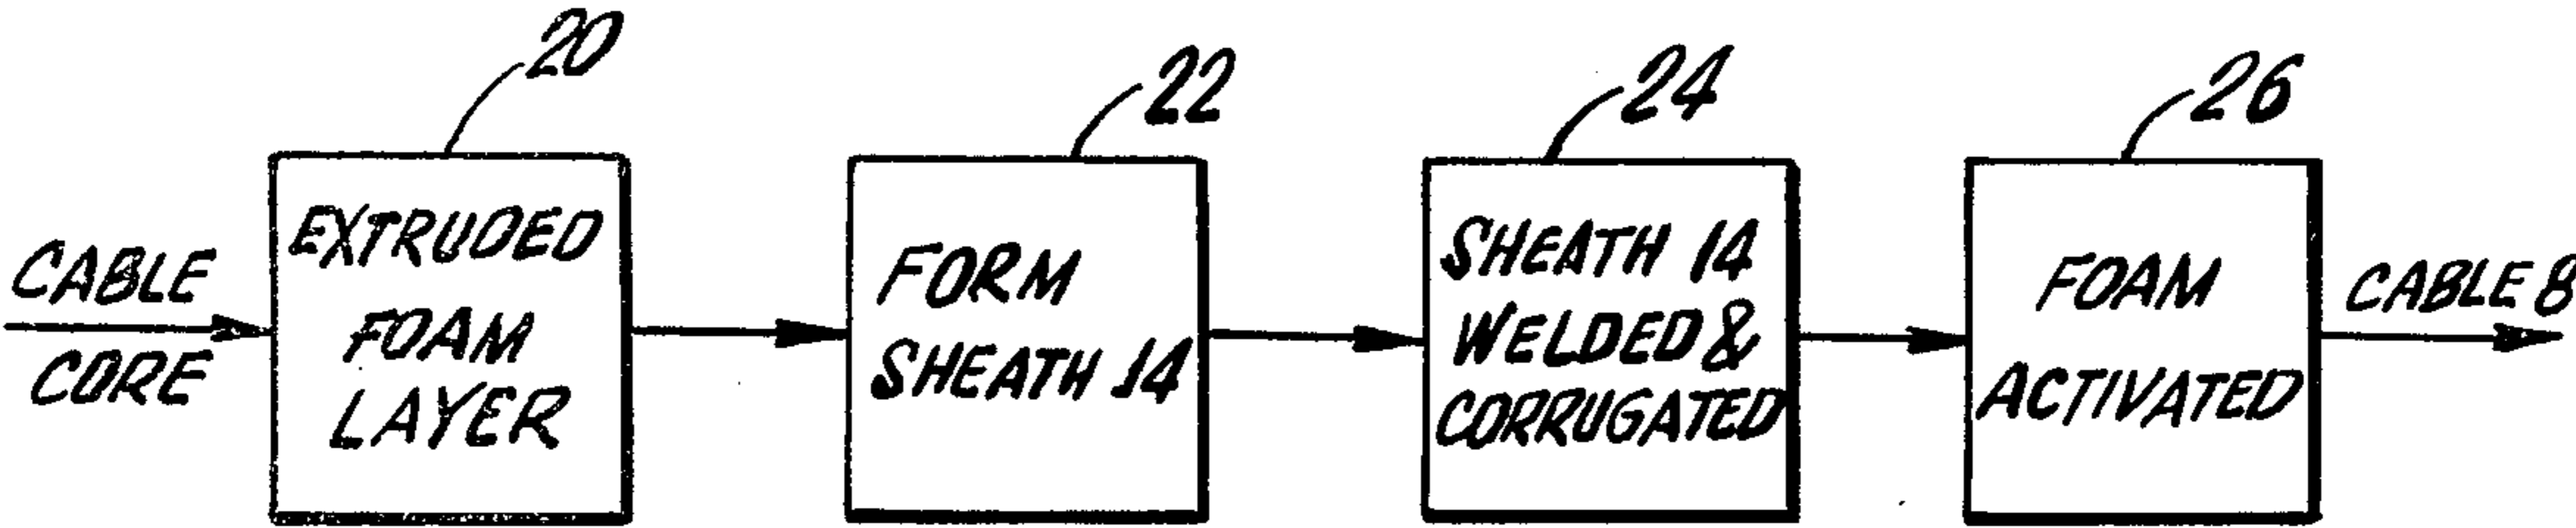 20
22
24
26
CABLE
CORE
EXTRUDED
FOAM
LAYER
FORM
SHEATH 14
SHEATH 14
WELDED &
CORRUGATED
FOAM
ACTIVATED
CABLE 8